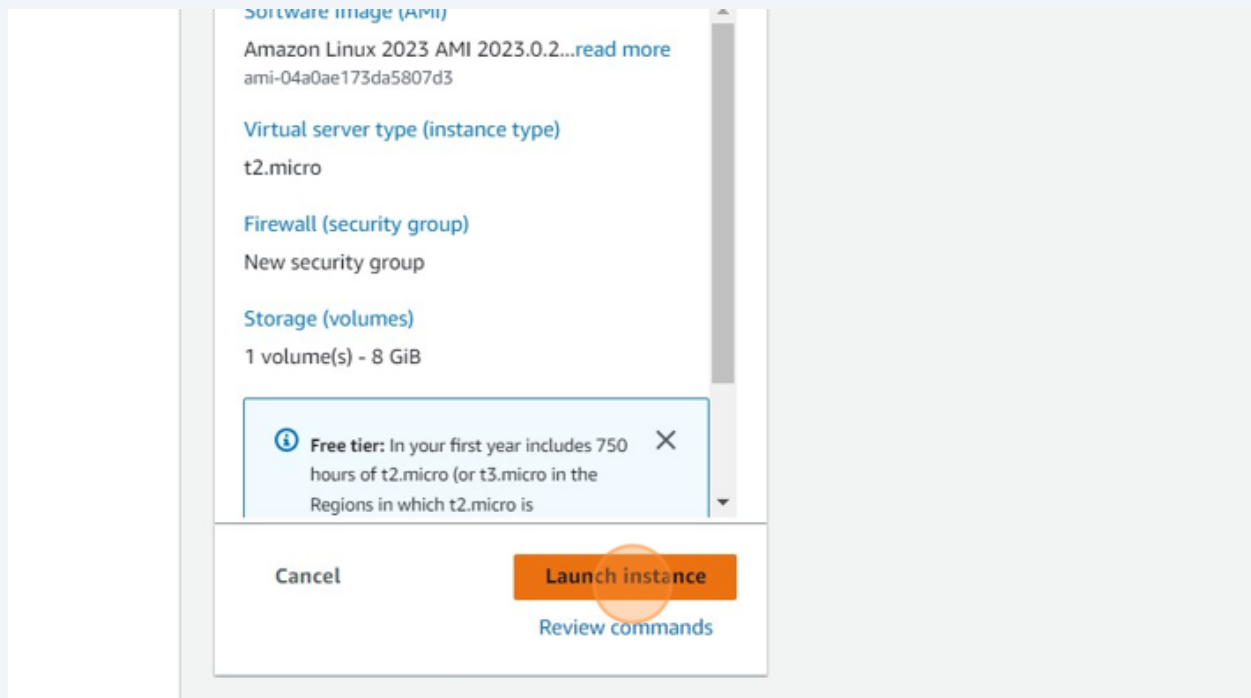 Software Image (AMI)
Amazon Linux 2023 AMI 2023.0.2...read more
ami-04a0ae173da5807d3
Virtual server type (instance type)
t2.micro
Firewall (security group)
New security group
Storage (volumes)
1 volume(s) - 8 GiB
Free tier: In your first year includes 750
hours of t2.micro (or t3.micro in the
Regions in which t2.micro is
Cancel
Launch instance
Review commands